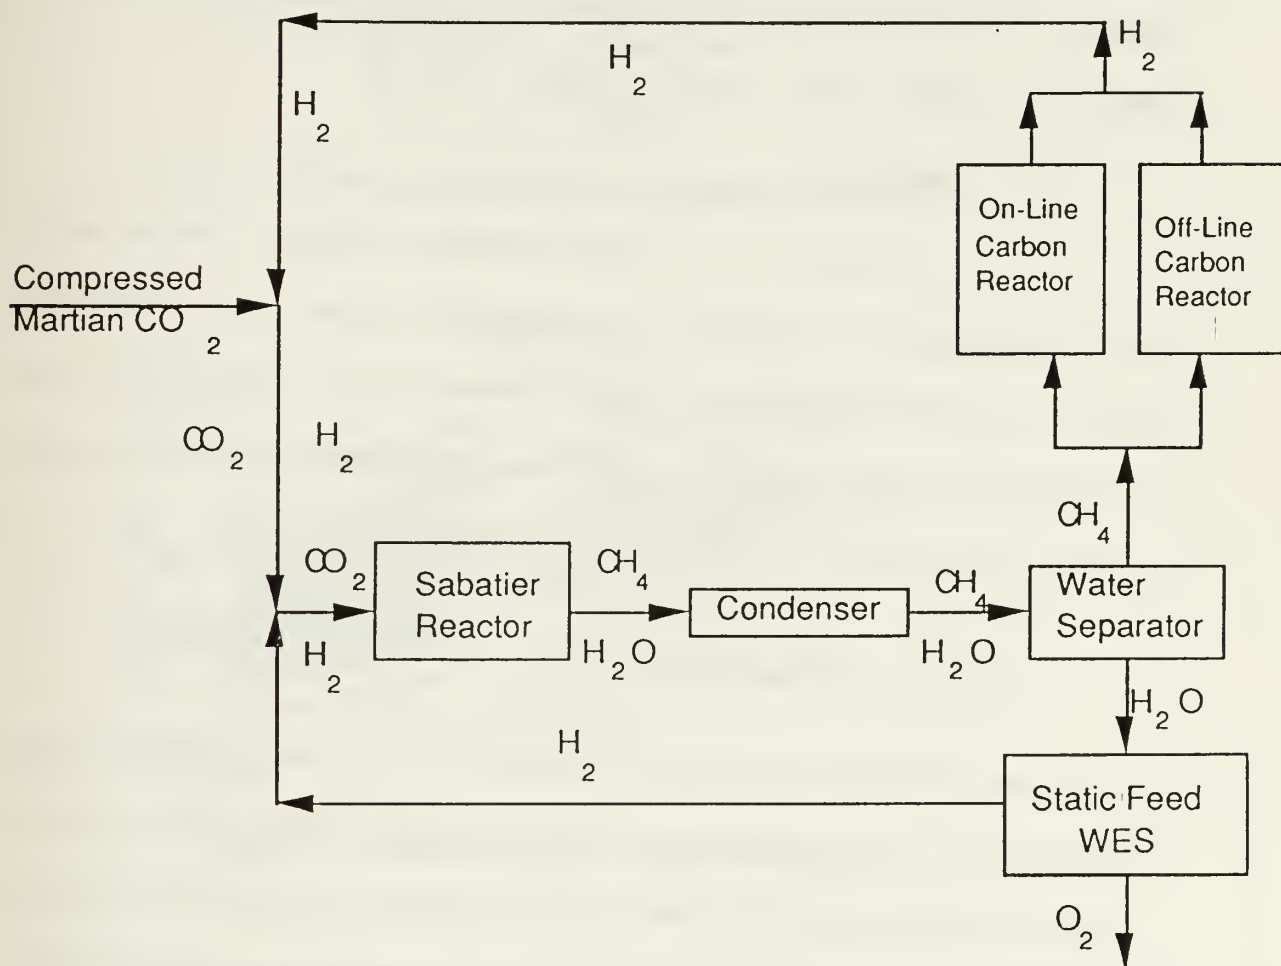 H2
H2
H2
On-Line
Carbon
Reactor
Off-Line
Carbon
Reactor
Compressed
Martian CO2
CO2 H2
CH4
CO2
H2
Sabatier
Reactor
CH4
H2O
Condenser
CH4
H2O
Water
Separator
H2O
H2
Static Feed
WES
O2